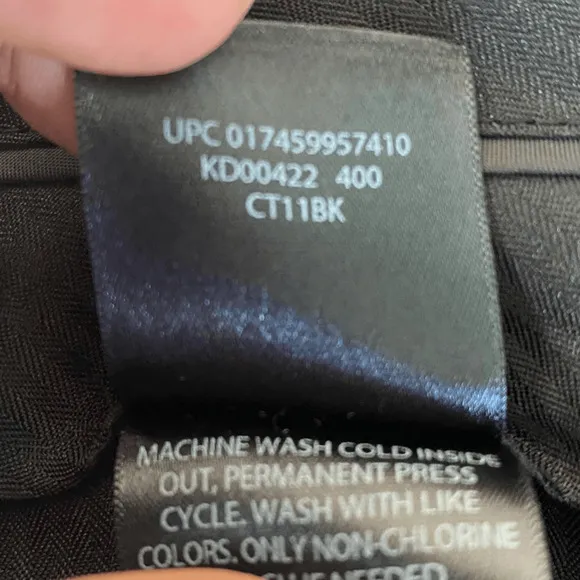 UPC 017459957410
KD00422 400
CT11BK
MACHINE WASH COLD INSIDE
OUT, PERMANENT PRESS
CYCLE. WASH WITH LIKE
COLORS. ONLY NON-CHLORINE
NEEDED